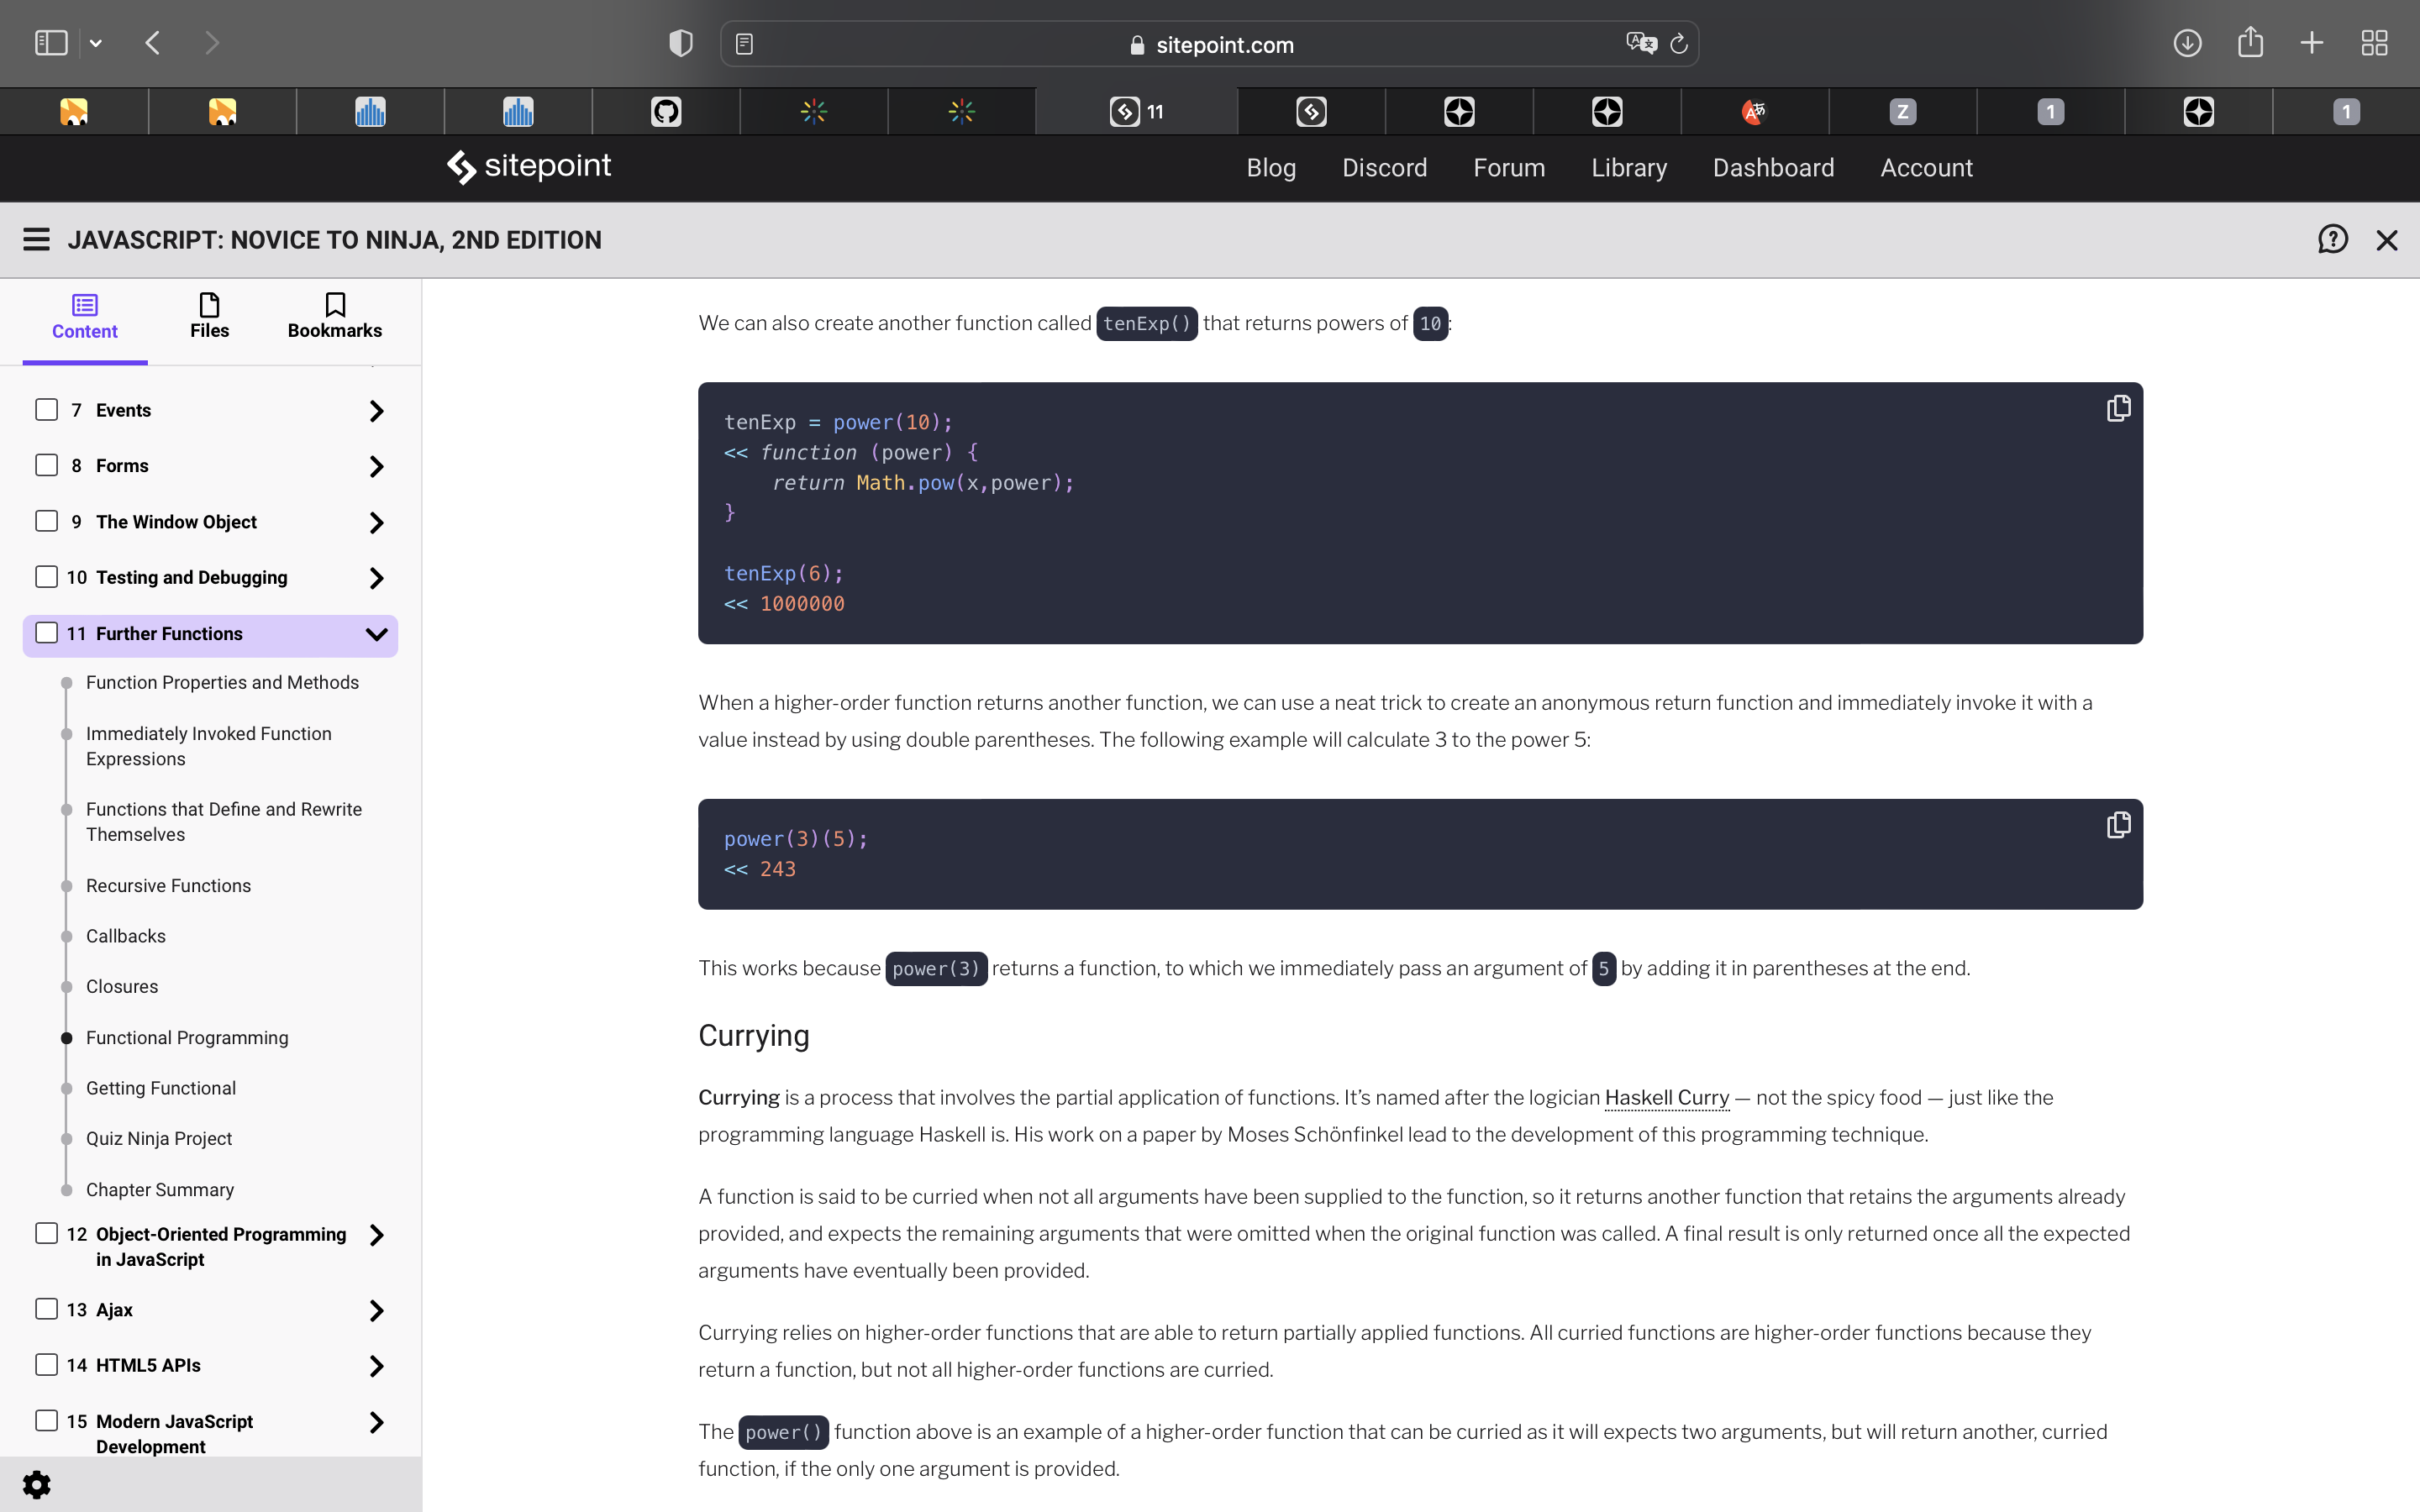 sitepoint.com
11
Z
1
1
sitepoint
Blog Discord Forum Library Dashboard Account
JAVASCRIPT: NOVICE TO NINJA, 2ND EDITION
Content Files Bookmarks
7 Events
8 Forms
9 The Window Object
10 Testing and Debugging
11 Further Functions
Function Properties and Methods
Immediately Invoked Function
Expressions
Functions that Define and Rewrite
Themselves
Recursive Functions
Callbacks
Closures
Functional Programming
Getting Functional
Quiz Ninja Project
Chapter Summary
12 Object-Oriented Programming
in JavaScript
13 Ajax
14 HTML5 APIs
15 Modern JavaScript
Development
We can also create another function called tenExp() that returns powers of 10:
tenExp = power(10);
<< function (power) {
    return Math.pow(x,power);
}
tenExp(6);
<< 1000000
When a higher-order function returns another function, we can use a neat trick to create an anonymous return function and immediately invoke it with a
value instead by using double parentheses. The following example will calculate 3 to the power 5:
power(3)(5);
<< 243
This works because power(3) returns a function, to which we immediately pass an argument of 5 by adding it in parentheses at the end.
Currying
Currying is a process that involves the partial application of functions. It’s named after the logician Haskell Curry — not the spicy food — just like the
programming language Haskell is. His work on a paper by Moses Schönfinkel lead to the development of this programming technique.
A function is said to be curried when not all arguments have been supplied to the function, so it returns another function that retains the arguments already
provided, and expects the remaining arguments that were omitted when the original function was called. A final result is only returned once all the expected
arguments have eventually been provided.
Currying relies on higher-order functions that are able to return partially applied functions. All curried functions are higher-order functions because they
return a function, but not all higher-order functions are curried.
The power() function above is an example of a higher-order function that can be curried as it will expects two arguments, but will return another, curried
function, if the only one argument is provided.